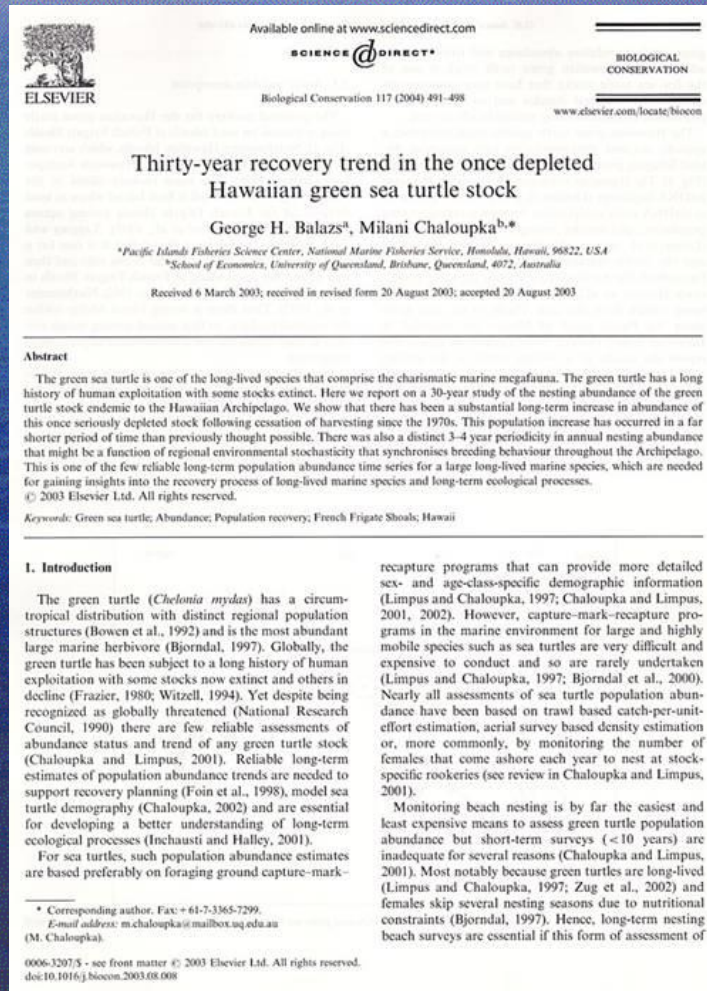 Available online at www.sciencedirect.com
SCIENCE @ DIRECT®
ELSEVIER
Biological Conservation 117 (2004) 491–498
BIOLOGICAL
CONSERVATION
www.elsevier.com/locate/biocon
Thirty-year recovery trend in the once depleted
Hawaiian green sea turtle stock
George H. Balazsᵃ, Milani Chaloupkaᵇ,*
ᵃPacific Islands Fisheries Science Center, National Marine Fisheries Service, Honolulu, Hawaii, 96822, USA
ᵇSchool of Economics, University of Queensland, Brisbane, Queensland, 4072, Australia
Received 6 March 2003; received in revised form 20 August 2003; accepted 20 August 2003
Abstract
The green sea turtle is one of the long-lived species that comprise the charismatic marine megafauna. The green turtle has a long
history of human exploitation with some stocks extinct. Here we report on a 30-year study of the nesting abundance of the green
turtle stock endemic to the Hawaiian Archipelago. We show that there has been a substantial long-term increase in abundance of
this once seriously depleted stock following cessation of harvesting since the 1970s. This population increase has occurred in a far
shorter period of time than previously thought possible. There was also a distinct 3–4 year periodicity in annual nesting abundance
that might be a function of regional environmental stochasticity that synchronises breeding behaviour throughout the Archipelago.
This is one of the few reliable long-term population abundance time series for a large long-lived marine species, which are needed
for gaining insights into the recovery process of long-lived marine species and long-term ecological processes.
© 2003 Elsevier Ltd. All rights reserved.
Keywords: Green sea turtle; Abundance; Population recovery; French Frigate Shoals; Hawaii
1. Introduction
The green turtle (Chelonia mydas) has a circum-
tropical distribution with distinct regional population
structures (Bowen et al., 1992) and is the most abundant
large marine herbivore (Bjorndal, 1997). Globally, the
green turtle has been subject to a long history of human
exploitation with some stocks now extinct and others in
decline (Frazier, 1980; Witzell, 1994). Yet despite being
recognized as globally threatened (National Research
Council, 1990) there are few reliable assessments of
abundance status and trend of any green turtle stock
(Chaloupka and Limpus, 2001). Reliable long-term
estimates of population abundance trends are needed to
support recovery planning (Foin et al., 1998), model sea
turtle demography (Chaloupka, 2002) and are essential
for developing a better understanding of long-term
ecological processes (Inchausti and Halley, 2001).
For sea turtles, such population abundance estimates
are based preferably on foraging ground capture–mark–
* Corresponding author. Fax: +61-7-3365-7299.
E-mail address: m.chaloupka@mailbox.uq.edu.au
(M. Chaloupka).
recapture programs that can provide more detailed
sex- and age-class-specific demographic information
(Limpus and Chaloupka, 1997; Chaloupka and Limpus,
2001, 2002). However, capture–mark–recapture pro-
grams in the marine environment for large and highly
mobile species such as sea turtles are very difficult and
expensive to conduct and so are rarely undertaken
(Limpus and Chaloupka, 1997; Bjorndal et al., 2000).
Nearly all assessments of sea turtle population abun-
dance have been based on trawl based catch-per-unit-
effort estimation, aerial survey based density estimation
or, more commonly, by monitoring the number of
females that come ashore each year to nest at stock-
specific rookeries (see review in Chaloupka and Limpus,
2001).
Monitoring beach nesting is by far the easiest and
least expensive means to assess green turtle population
abundance but short-term surveys (<10 years) are
inadequate for several reasons (Chaloupka and Limpus,
2001). Most notably because green turtles are long-lived
(Limpus and Chaloupka, 1997; Zug et al., 2002) and
females skip several nesting seasons due to nutritional
constraints (Bjorndal, 1997). Hence, long-term nesting
beach surveys are essential if this form of assessment of
0006-3207/$ - see front matter © 2003 Elsevier Ltd. All rights reserved.
doi:10.1016/j.biocon.2003.08.008